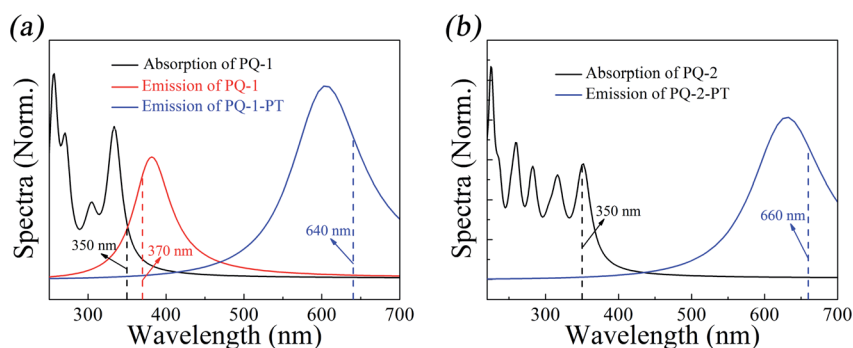 (a)
Spectra (Norm.)
Absorption of PQ-1
Emission of PQ-1
Emission of PQ-1-PT
350 nm
370 nm
640 nm
300 400 500 600 700
Wavelength (nm)
(b)
Spectra (Norm.)
Absorption of PQ-2
Emission of PQ-2-PT
350 nm
660 nm
300 400 500 600 700
Wavelength (nm)